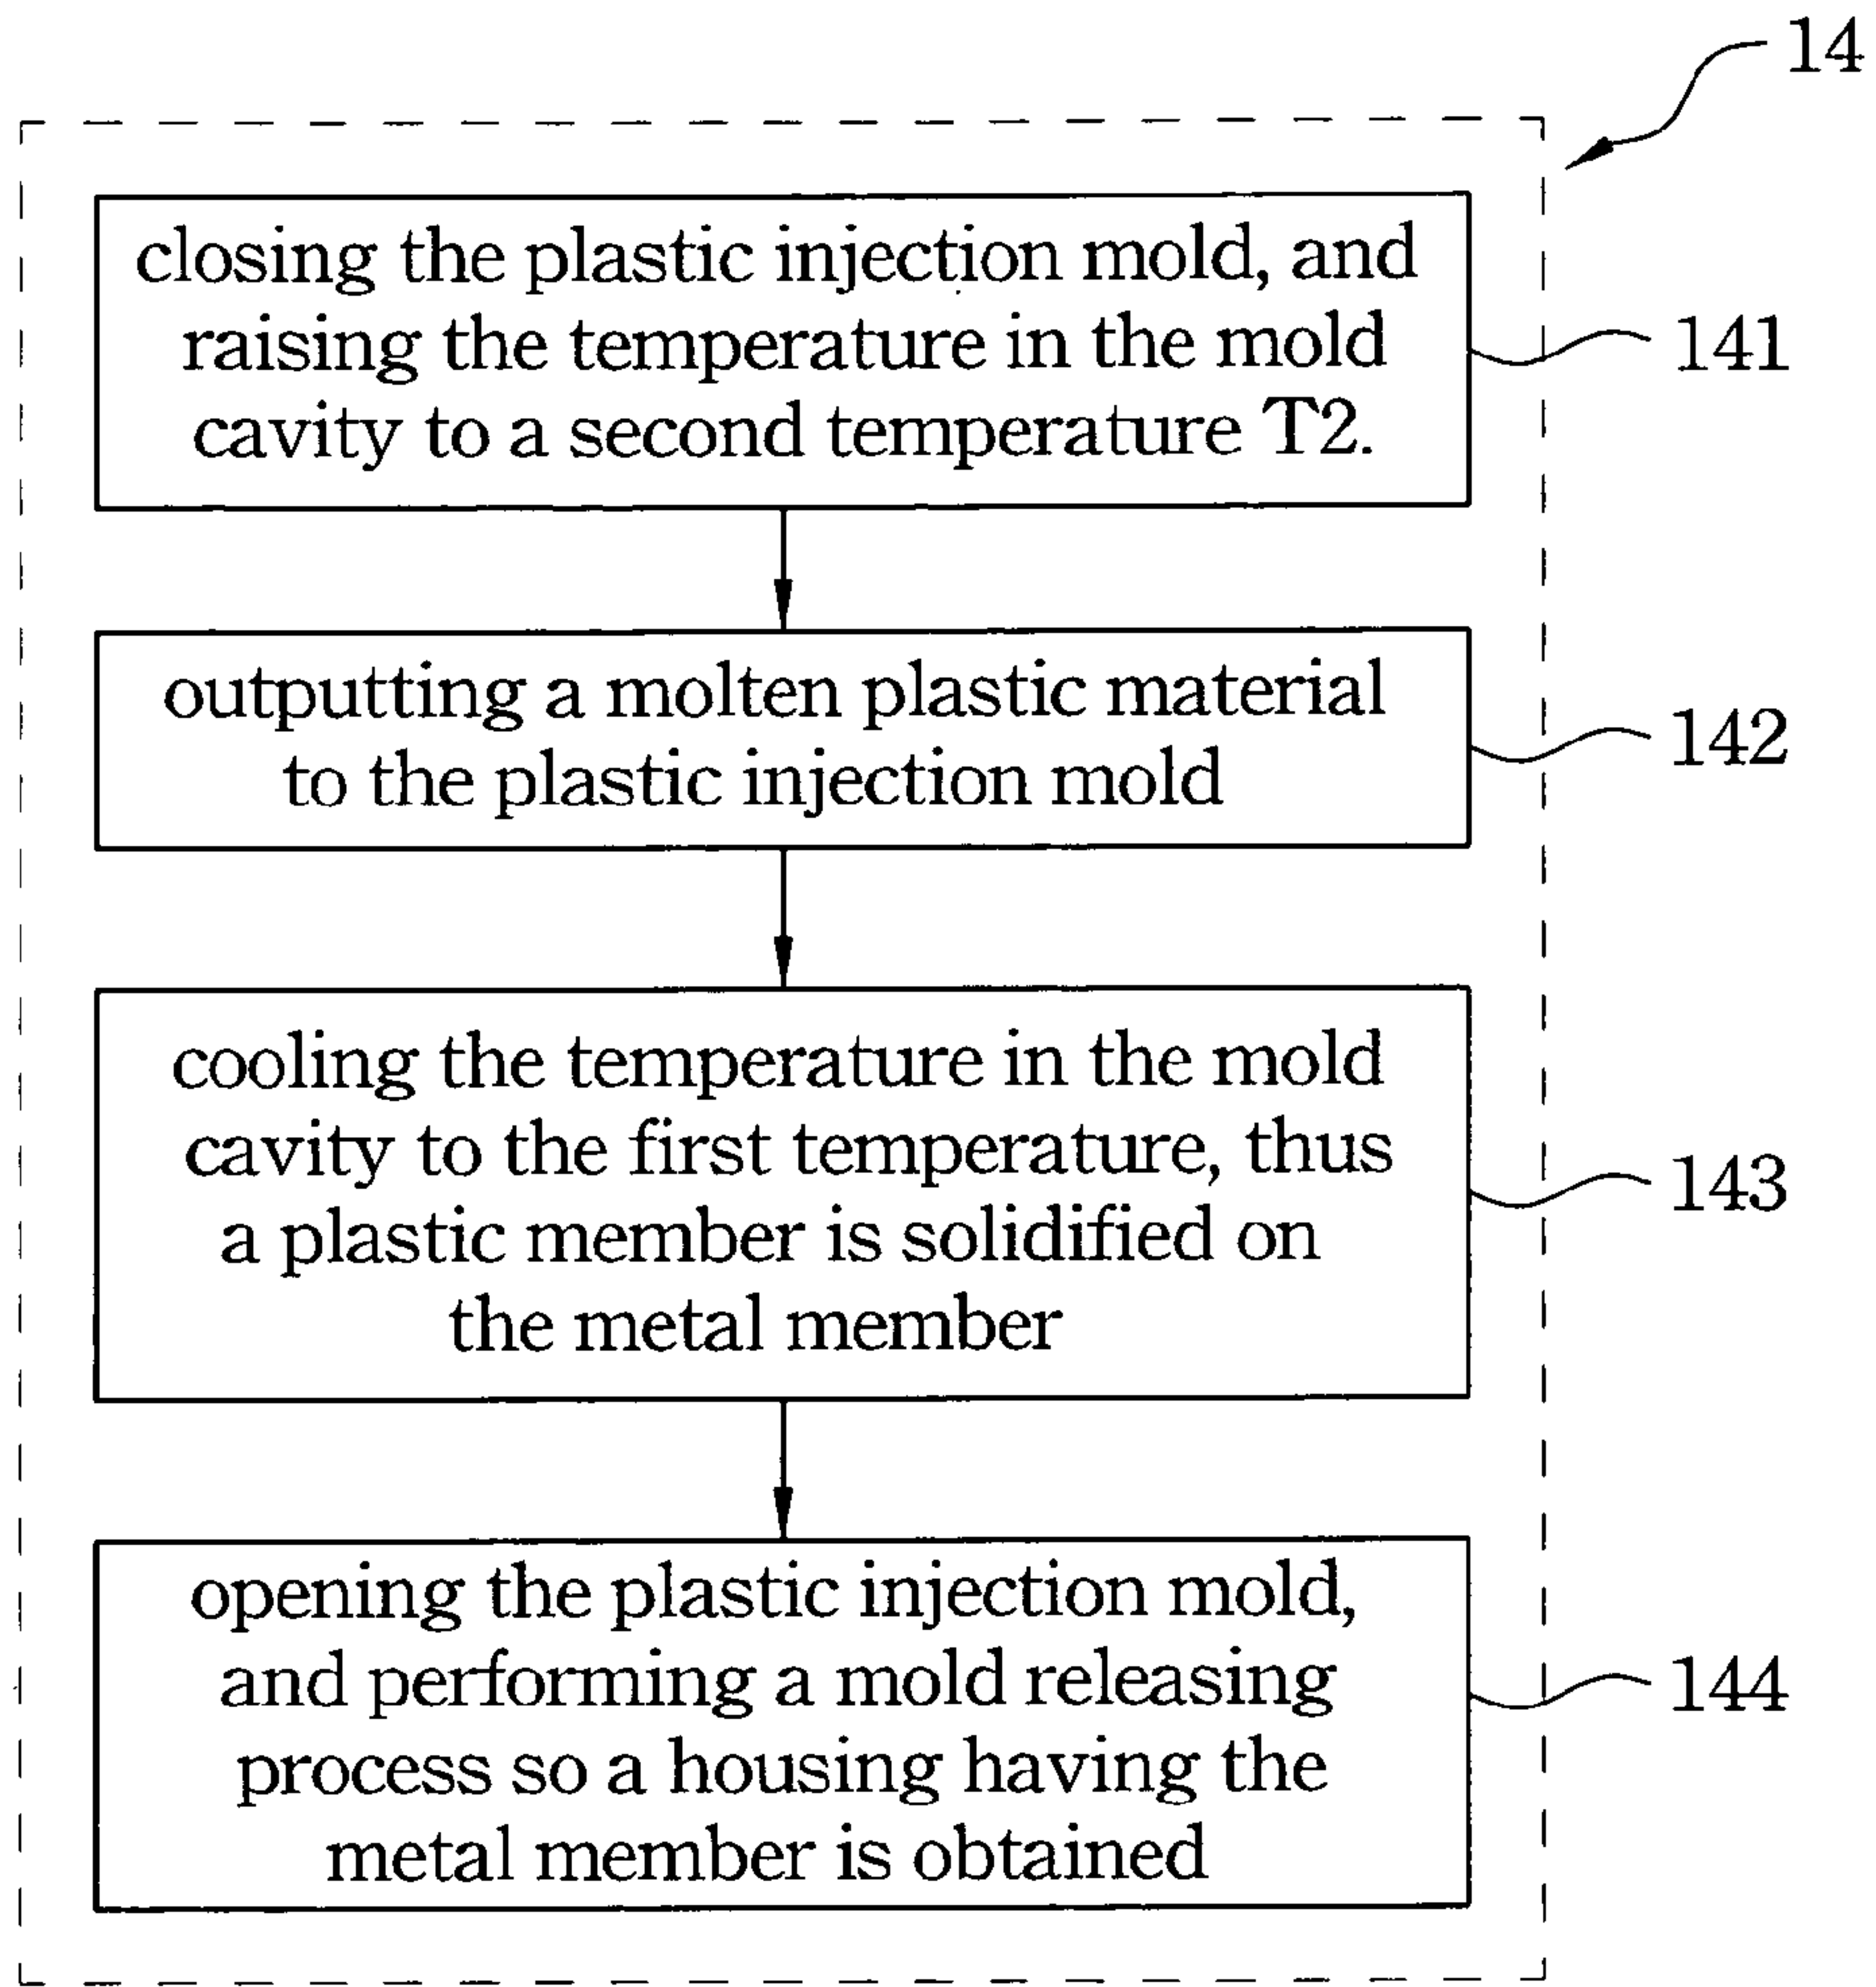 14
closing the plastic injection mold, and
raising the temperature in the mold
cavity to a second temperature T2.
141
outputting a molten plastic material
to the plastic injection mold
142
cooling the temperature in the mold
cavity to the first temperature, thus
a plastic member is solidified on
the metal member
143
opening the plastic injection mold,
and performing a mold releasing
process so a housing having the
metal member is obtained
144